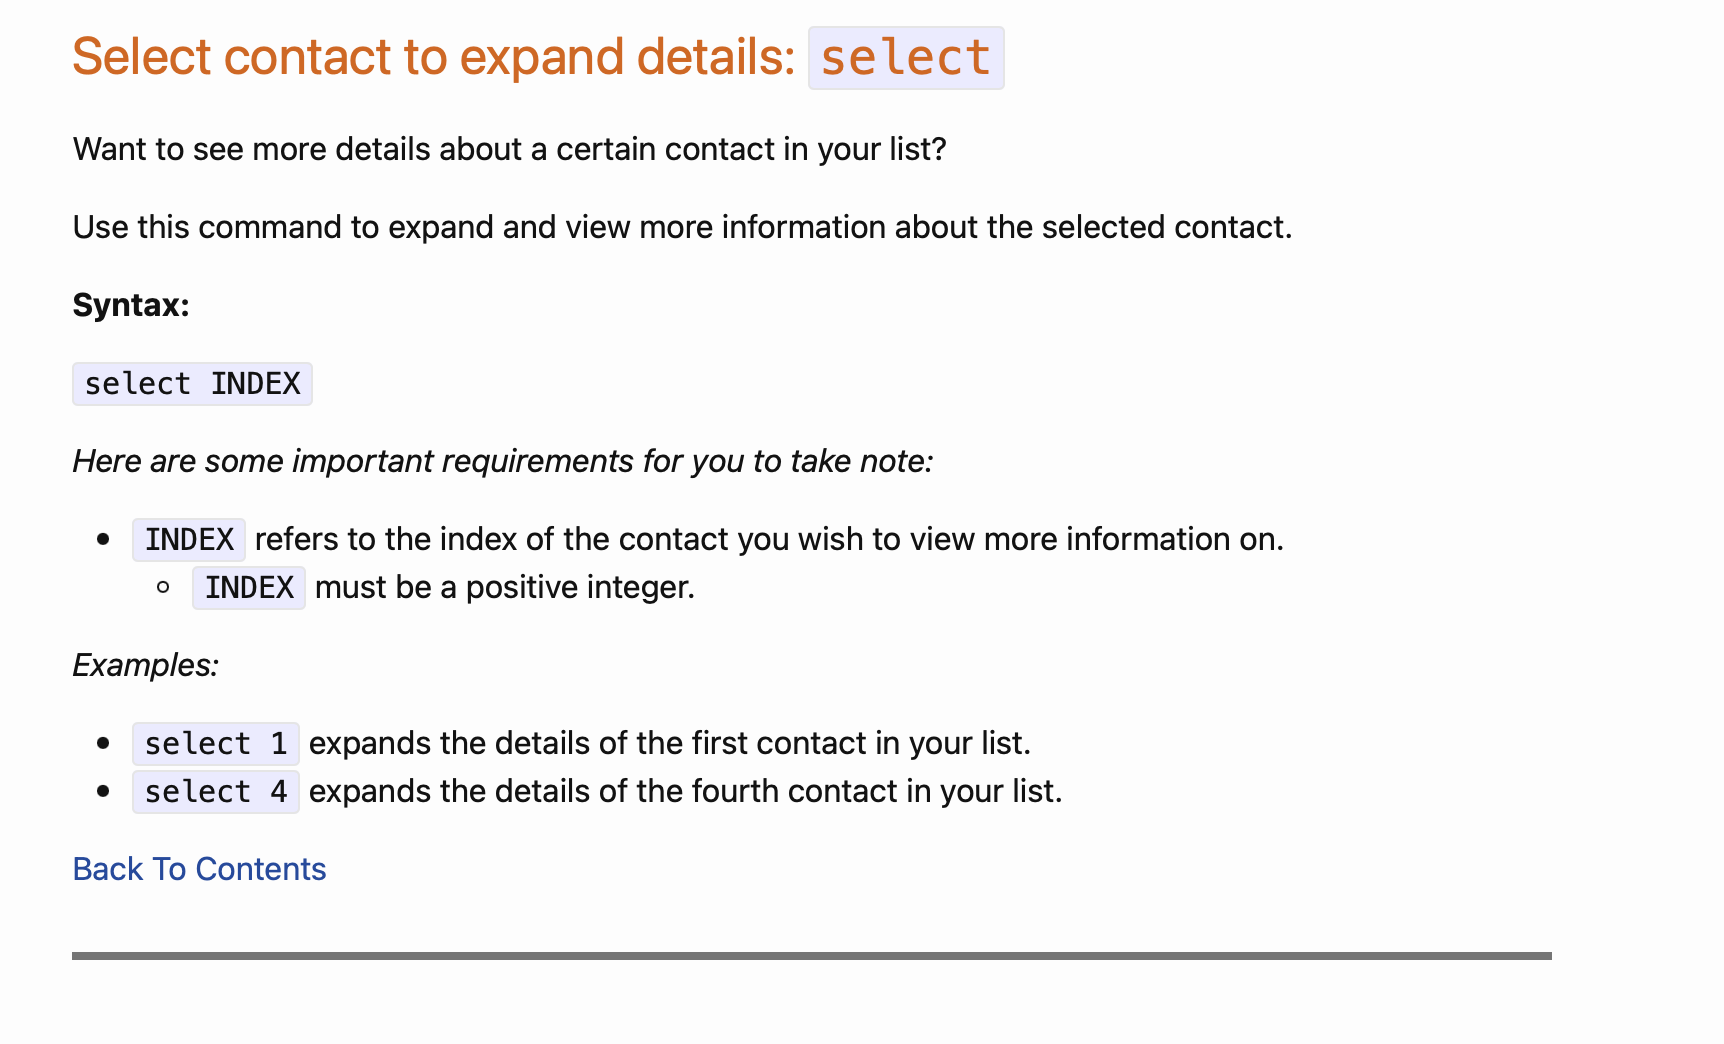 Select contact to expand details: select
Want to see more details about a certain contact in your list?
Use this command to expand and view more information about the selected contact.
Syntax:
select INDEX
Here are some important requirements for you to take note:
INDEX refers to the index of the contact you wish to view more information on.
INDEX must be a positive integer.
Examples:
select 1 expands the details of the first contact in your list.
select 4 expands the details of the fourth contact in your list.
Back To Contents